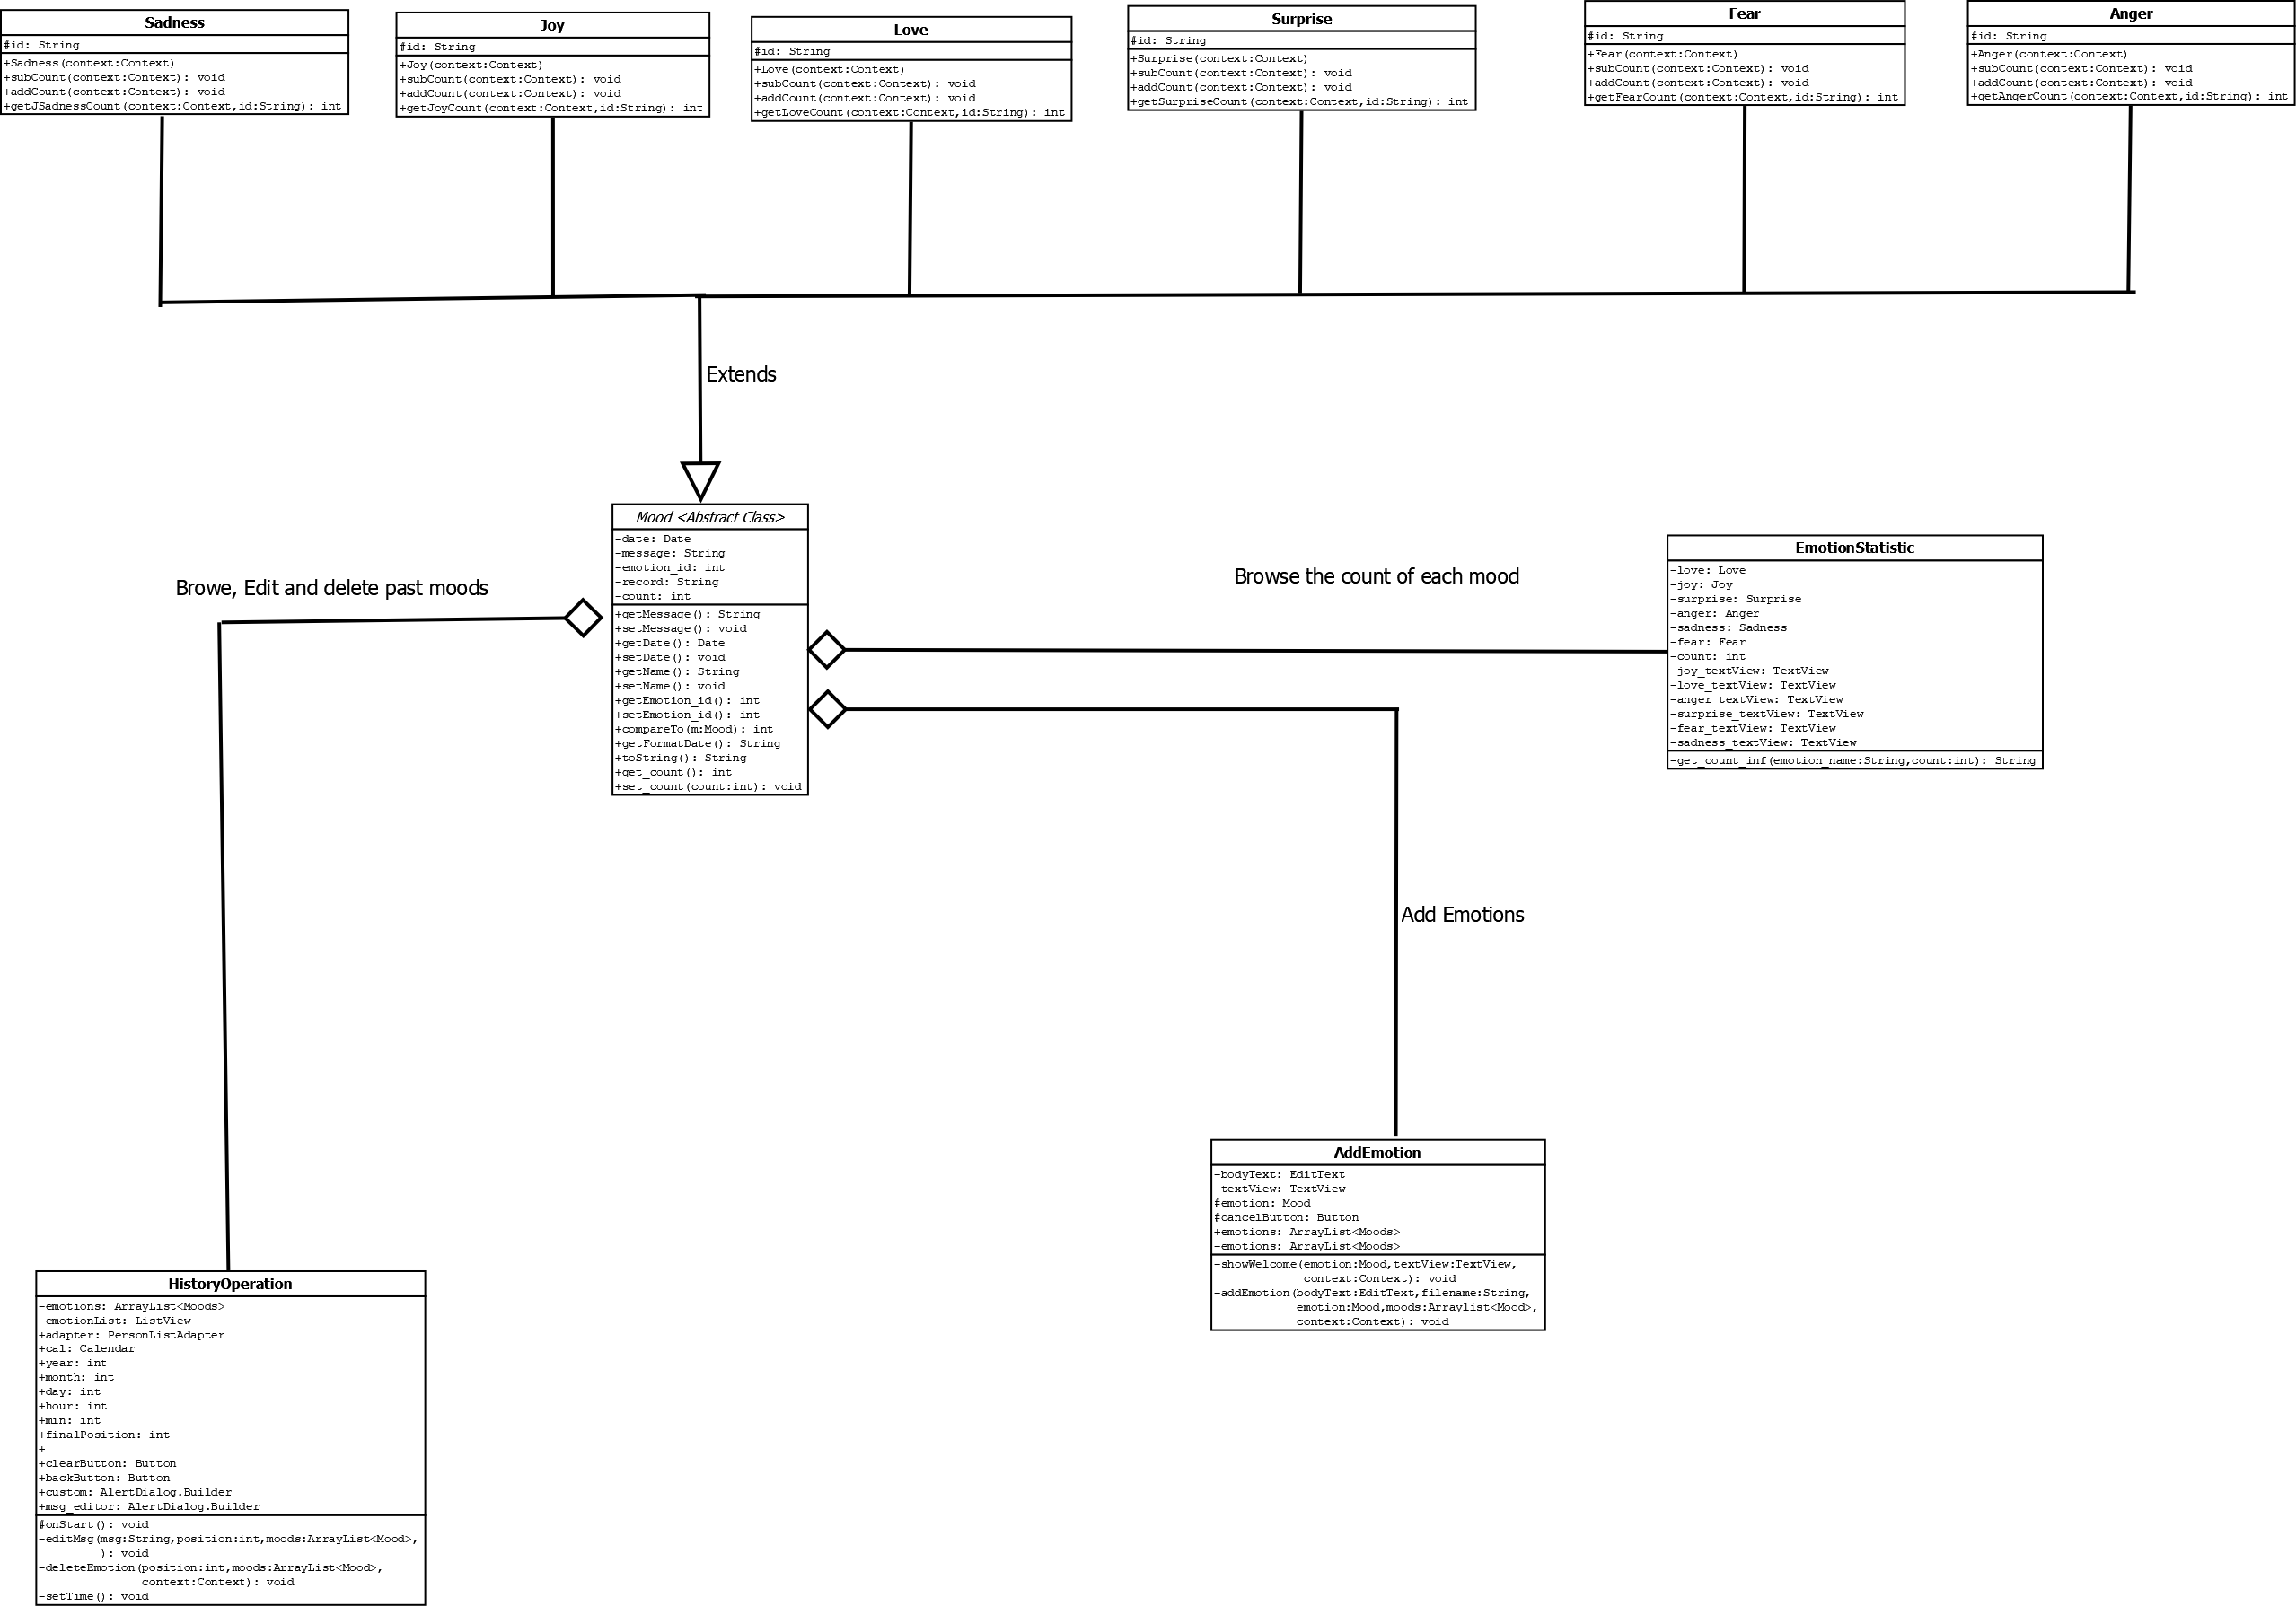 Sadness
#id: String
+Sadness(context:Context)
+subCount(context:Context): void
+addCount(context:Context): void
+getJSadnessCount(context:Context,id:String): int
Joy
#id: String
+Joy(context:Context)
+subCount(context:Context): void
+addCount(context:Context): void
+getJoyCount(context:Context,id:String): int
Love
#id: String
+Love(context:Context)
+subCount(context:Context): void
+addCount(context:Context): void
+getLoveCount(context:Context,id:String): int
Surprise
#id: String
+Surprise(context:Context)
+subCount(context:Context): void
+addCount(context:Context): void
+getSurpriseCount(context:Context,id:String): int
Fear
#id: String
+Fear(context:Context)
+subCount(context:Context): void
+addCount(context:Context): void
+getFearCount(context:Context,id:String): int
Anger
#id: String
+Anger(context:Context)
+subCount(context:Context): void
+addCount(context:Context): void
+getAngerCount(context:Context,id:String): int
Extends
Mood <Abstract Class>
-date: Date
-message: String
-emotion_id: int
-record: String
-count: int
+getMessage(): String
+setMessage(): void
+getDate(): Date
+setDate(): void
+getName(): String
+setName(): void
+getEmotion_id(): int
+setEmotion_id(): int
+compareTo(m:Mood): int
+getFormatDate(): String
+toString(): String
+get_count(): int
+set_count(count:int): void
Browe, Edit and delete past moods
Browse the count of each mood
EmotionStatistic
-love: Love
-joy: Joy
-surprise: Surprise
-anger: Anger
-sadness: Sadness
-fear: Fear
-count: int
-joy_textView: TextView
-love_textView: TextView
-anger_textView: TextView
-surprise_textView: TextView
-fear_textView: TextView
-sadness_textView: TextView
-get_count_inf(emotion_name:String,count:int): String
Add Emotions
AddEmotion
-bodyText: EditText
-textView: TextView
#emotion: Mood
#cancelButton: Button
+emotions: ArrayList<Moods>
-emotions: ArrayList<Moods>
-showWelcome(emotion:Mood,textView:TextView,
context:Context): void
-addEmotion(bodyText:EditText,filename:String,
emotion:Mood,moods:Arraylist<Mood>,
context:Context): void
HistoryOperation
-emotions: ArrayList<Moods>
-emotionList: ListView
+adapter: PersonListAdapter
+cal: Calendar
+year: int
+month: int
+day: int
+hour: int
+min: int
+finalPosition: int
+
+clearButton: Button
+backButton: Button
+custom: AlertDialog.Builder
+msg_editor: AlertDialog.Builder
#onStart(): void
-editMsg(msg:String,position:int,moods:ArrayList<Mood>,
): void
-deleteEmotion(position:int,moods:ArrayList<Mood>,
context:Context): void
-setTime(): void